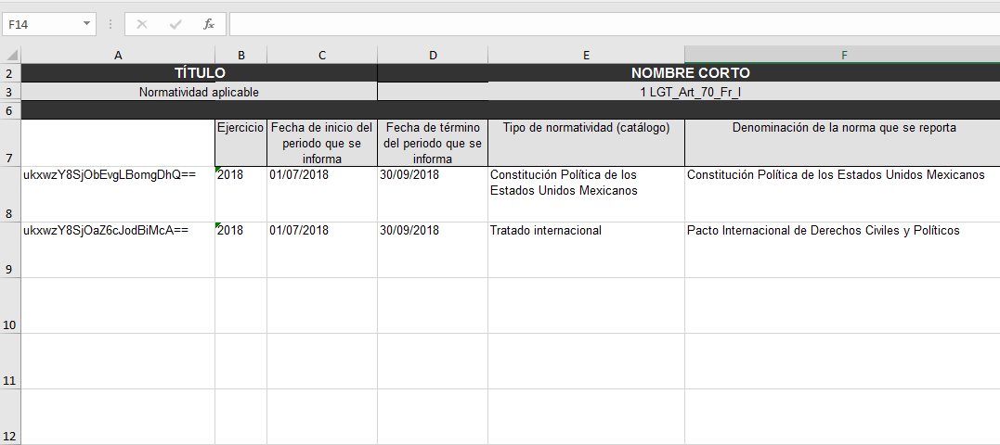 F14
fx
A B C D E F
2 TÍTULO NOMBRE CORTO
3 Normatividad aplicable 1 LGT_Art_70_Fr_I
6
7 Ejercicio Fecha de inicio del periodo que se informa Fecha de término del periodo que se informa Tipo de normatividad (catálogo) Denominación de la norma que se reporta
8 ukxwzY8SjObEvgLBomgDhQ== 2018 01/07/2018 30/09/2018 Constitución Política de los Estados Unidos Mexicanos Constitución Política de los Estados Unidos Mexicanos
9 ukxwzY8SjOaZ6cJodBiMcA== 2018 01/07/2018 30/09/2018 Tratado internacional Pacto Internacional de Derechos Civiles y Políticos
10
11
12